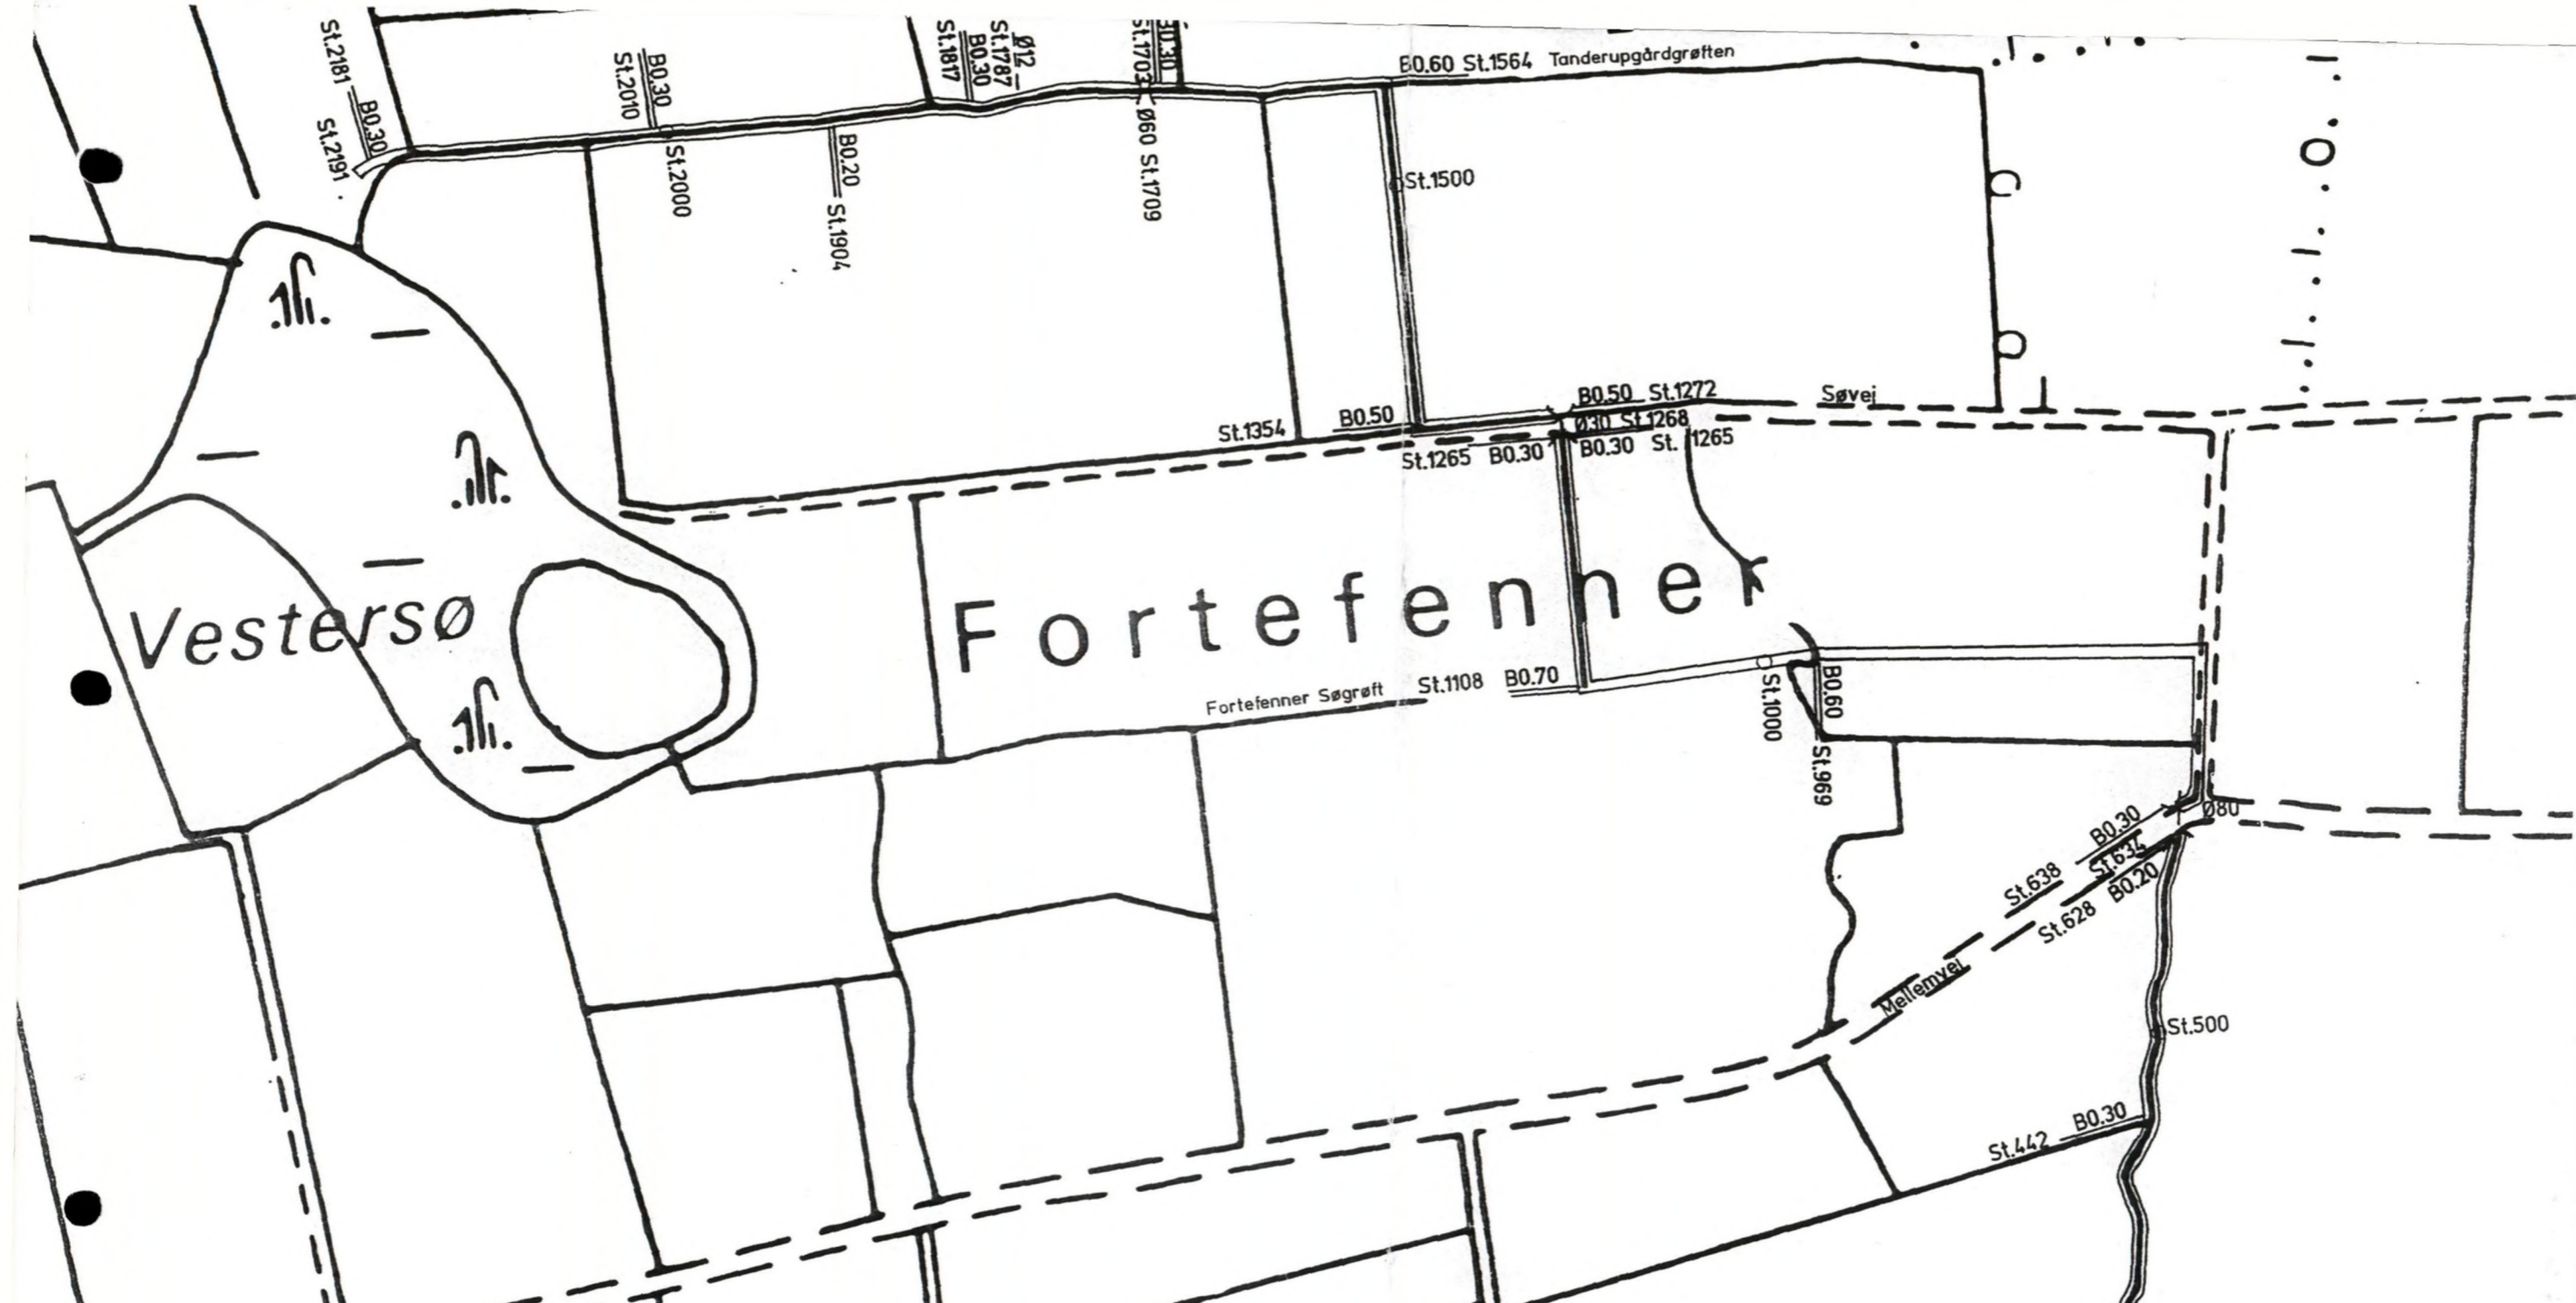 St.2181
B0.30
St.2191
B0.30
St.2010
St.2000
B0.20
St.1904
St.1817
B0.30
St.1787
Ø12
St.1703
B0.30
Ø60 St.1709
B0.60 St.1564 Tanderupgårdgrøften
St.1500
B0.50 St.1272
Søvej
St.1354 B0.50
Ø30 St.1268
St.1265 B0.30
B0.30 St.1265
Vestersø
Fortefenner
Fortefenner Søgrøft St.1108 B0.70
St.1000
B0.60
St.969
Ø80
B0.30
St.638
St.634
B0.20
St.628
Mellemvej
St.500
B0.30
St.442